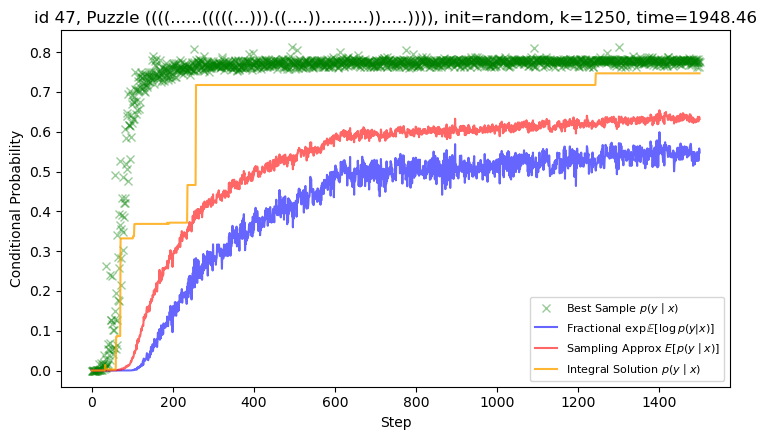 id 47, Puzzle ((((......(((((...))).((....)).........)).....)))), init=random, k=1250, time=1948.46
Conditional Probability
0.8
0.7
0.6
0.5
0.4
0.3
0.2
0.1
0.0
0 200 400 600 800 1000 1200 1400
Step
Best Sample p(y | x)
Fractional exp𝔼[log p(y|x)]
Sampling Approx E[p(y | x)]
Integral Solution p(y | x)